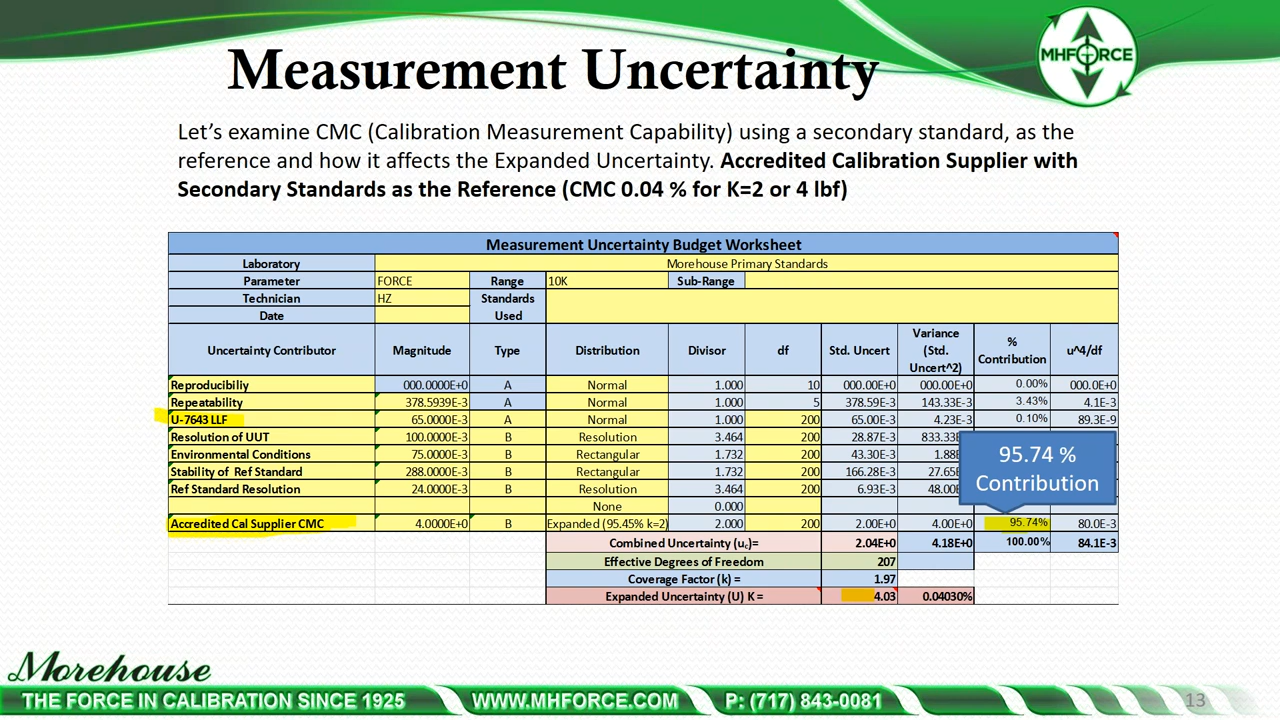 MHFORCE
Measurement Uncertainty
Let's examine CMC (Calibration Measurement Capability) using a secondary standard, as the
reference and how it affects the Expanded Uncertainty. Accredited Calibration Supplier with
Secondary Standards as the Reference (CMC 0.04 % for K=2 or 4 lbf)
Measurement Uncertainty Budget Worksheet
Laboratory Morehouse Primary Standards
Parameter FORCE Range 10K Sub-Range
Technician HZ Standards
Date Used
Uncertainty Contributor Magnitude Type Distribution Divisor df Std. Uncert Variance (Std. Uncert^2) % Contribution u^4/df
Reproducibiliy 000.0000E+0 A Normal 1.000 10 000.00E+0 000.00E+0 0.00% 000.0E+0
Repeatability 378.5939E-3 A Normal 1.000 5 378.59E-3 143.33E-3 3.43% 4.1E-3
U-7643 LLF 65.0000E-3 A Normal 1.000 200 65.00E-3 4.23E-3 0.10% 89.3E-9
Resolution of UUT 100.0000E-3 B Resolution 3.464 200 28.87E-3 833.33E
Environmental Conditions 75.0000E-3 B Rectangular 1.732 200 43.30E-3 1.88E
Stability of Ref Standard 288.0000E-3 B Rectangular 1.732 200 166.28E-3 27.65
Ref Standard Resolution 24.0000E-3 B Resolution 3.464 200 6.93E-3 48.00
95.74 %
Contribution
None 0.000
Accredited Cal Supplier CMC 4.0000E+0 B Expanded (95.45% k=2) 2.000 200 2.00E+0 4.00E+0 95.74% 80.0E-3
Combined Uncertainty (uc)= 2.04E+0 4.18E+0 100.00% 84.1E-3
Effective Degrees of Freedom 207
Coverage Factor (k) = 1.97
Expanded Uncertainty (U) K = 4.03 0.04030%
Morehouse
THE FORCE IN CALIBRATION SINCE 1925 WWW.MHFORCE.COM P: (717) 843-0081 13